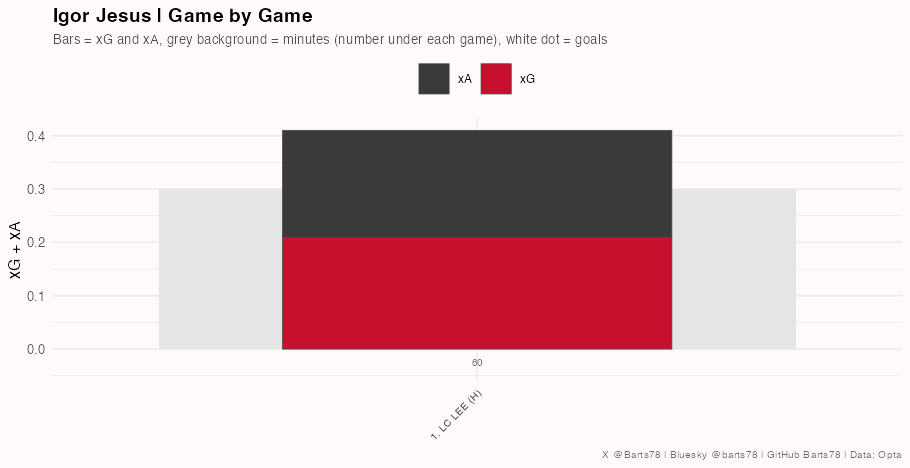 Igor Jesus | Game by Game
Bars = xG and xA, grey background = minutes (number under each game), white dot = goals
xA xG
xG + xA
0.4
0.3
0.2
0.1
0.0
60
1. LC LEE (H)
X @Barts78 | Bluesky @barts78 | GitHub Barts78 | Data: Opta